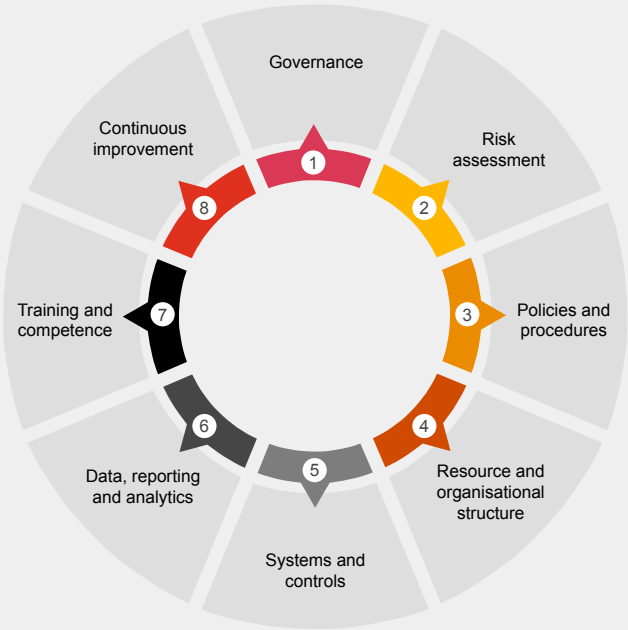 Governance
1
Risk
assessment
2
Policies and
procedures
3
Resource and
organisational
structure
4
Systems and
controls
5
Data, reporting
and analytics
6
Training and
competence
7
Continuous
improvement
8